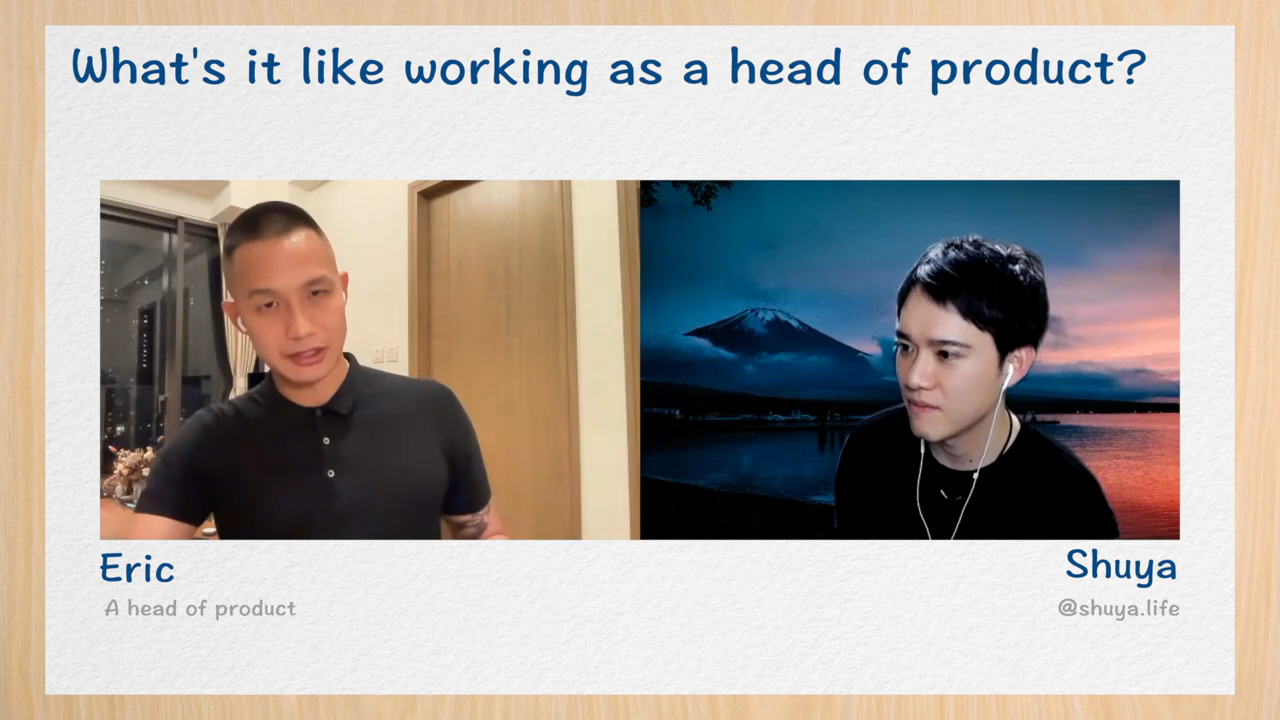 What's it like working as a head of product?
Eric
Shuya
A head of product
@shuya.life